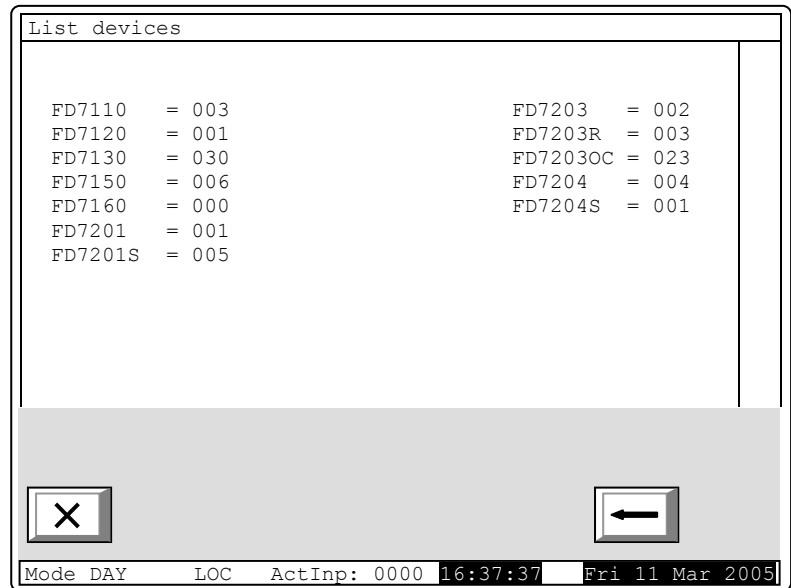 List devices
FD7110 = 003 FD7203 = 002
FD7120 = 001 FD7203R = 003
FD7130 = 030 FD7203OC = 023
FD7150 = 006 FD7204 = 004
FD7160 = 000 FD7204S = 001
FD7201 = 001
FD7201S = 005
Mode DAY LOC ActInp: 0000 16:37:37 Fri 11 Mar 2005